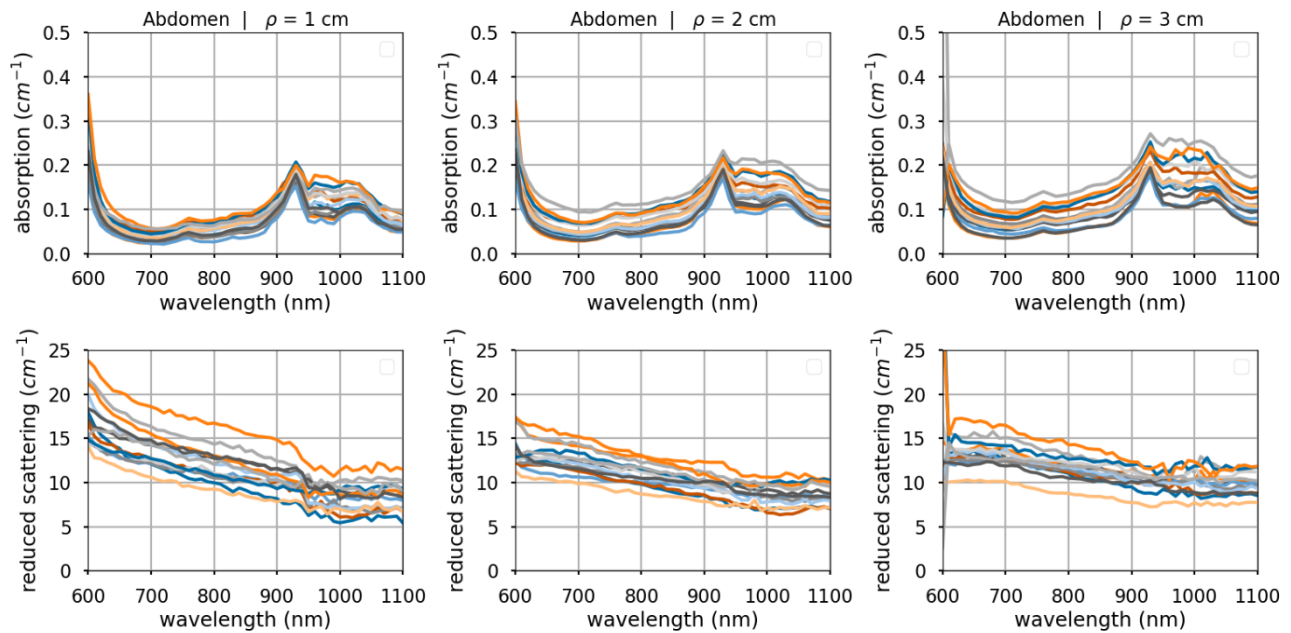 Abdomen | ρ = 1 cm
Abdomen | ρ = 2 cm
Abdomen | ρ = 3 cm
absorption (cm⁻¹)
0.5
0.4
0.3
0.2
0.1
0.0
600 700 800 900 1000 1100
wavelength (nm)
absorption (cm⁻¹)
0.5
0.4
0.3
0.2
0.1
0.0
600 700 800 900 1000 1100
wavelength (nm)
absorption (cm⁻¹)
0.5
0.4
0.3
0.2
0.1
0.0
600 700 800 900 1000 1100
wavelength (nm)
reduced scattering (cm⁻¹)
25
20
15
10
5
0
600 700 800 900 1000 1100
wavelength (nm)
reduced scattering (cm⁻¹)
25
20
15
10
5
0
600 700 800 900 1000 1100
wavelength (nm)
reduced scattering (cm⁻¹)
25
20
15
10
5
0
600 700 800 900 1000 1100
wavelength (nm)